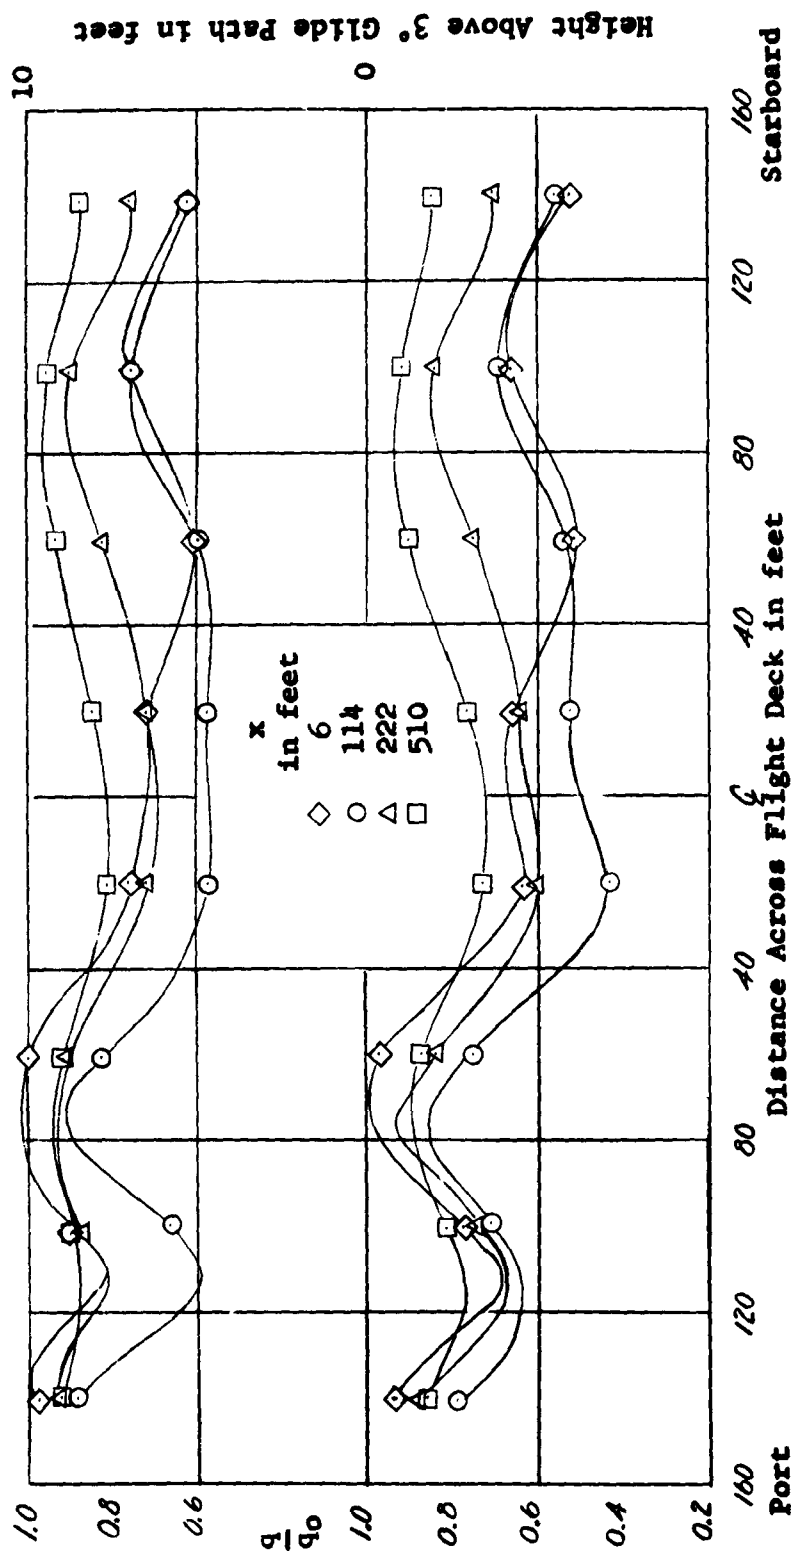 1.0
0.8
0.6
q
q0
1.0
0.8
0.6
0.4
0.2
160 120 80 40 ℄ 40 80 120 160
Port Distance Across Flight Deck in feet Starboard
x
in feet
◇ 6
○ 114
△ 222
□ 510
10
0
Height Above 3° Glide Path in feet